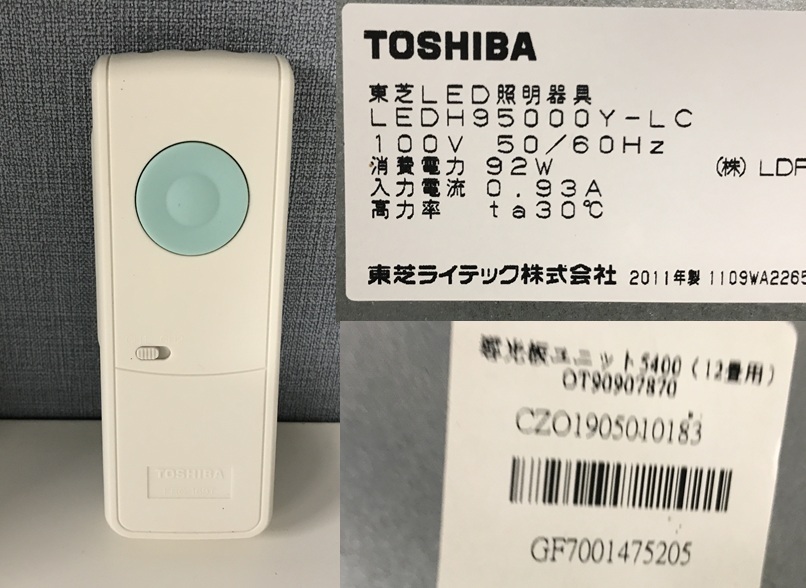 TOSHIBA
TOSHIBA
東芝LED照明器具
LEDH95000Y-LC
100V 50/60Hz
消費電力 92W (株) LDF
入力電流 0.93A
高力率 ta30℃
東芝ライテック株式会社 2011年製 1109WA2265
導光板ユニット5400 (12畳用)
OT90907870
CZO1905010183
GF7001475205